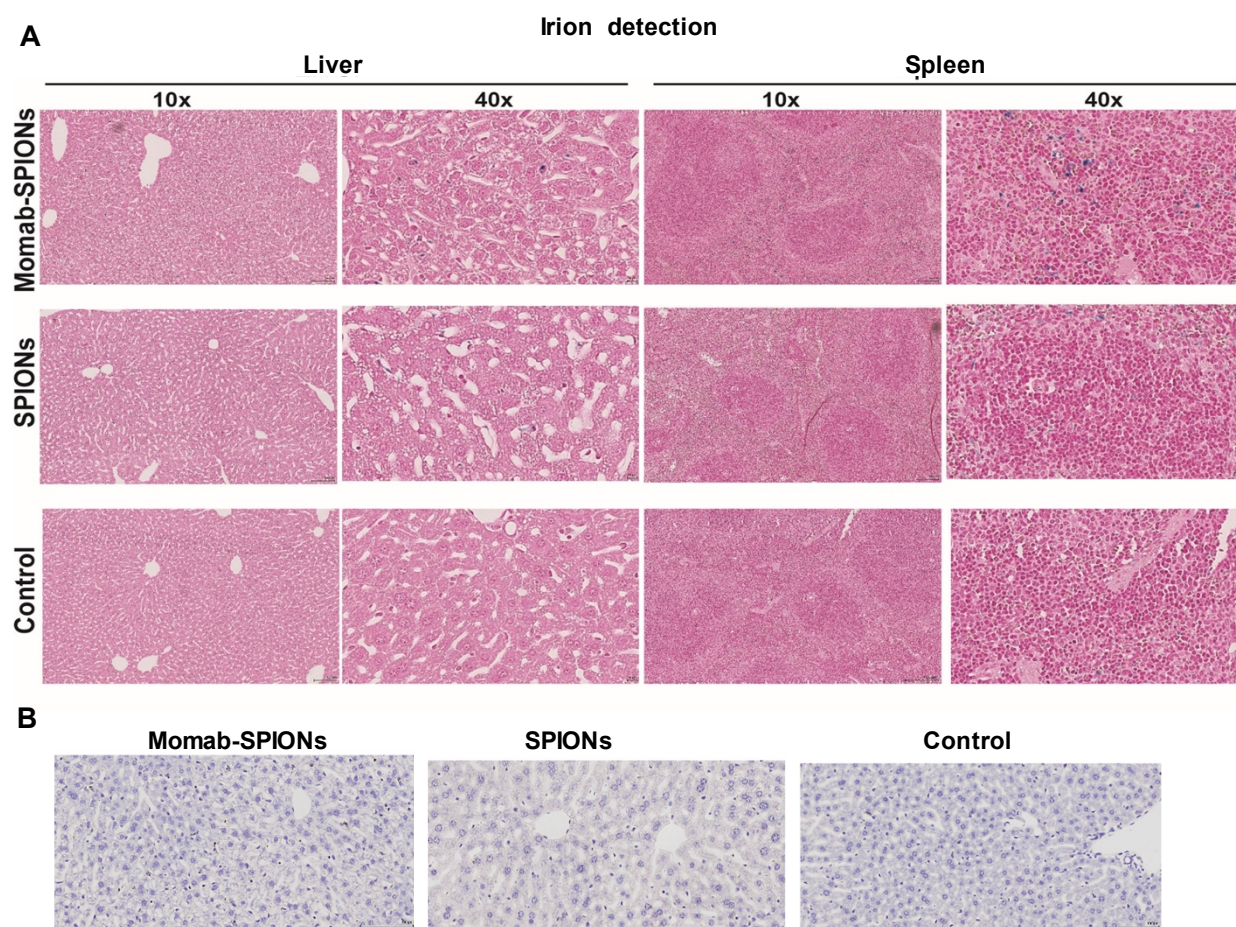 A
Irion detection
Liver Spleen
10x 40x 10x 40x
Momab-SPIONs
SPIONs
Control
B
Momab-SPIONs SPIONs Control